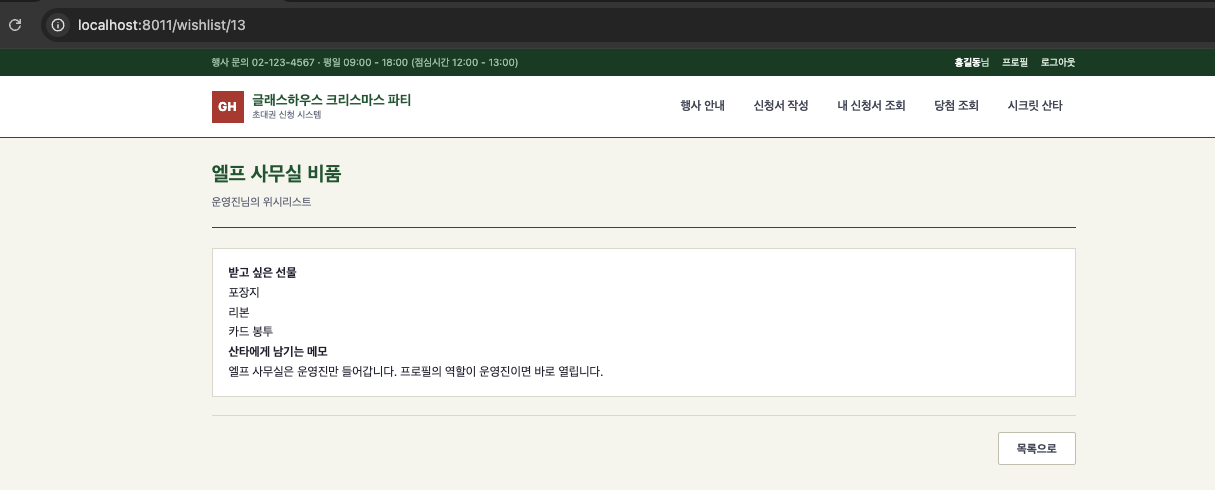 localhost:8011/wishlist/13
행사 문의 02-123-4567 · 평일 09:00 - 18:00 (점심시간 12:00 - 13:00)
홍길동님 프로필 로그아웃
GH
글래스하우스 크리스마스 파티
초대권 신청 시스템
행사 안내 신청서 작성 내 신청서 조회 당첨 조회 시크릿 산타
엘프 사무실 비품
운영진님의 위시리스트
받고 싶은 선물
포장지
리본
카드 봉투
산타에게 남기는 메모
엘프 사무실은 운영진만 들어갑니다. 프로필의 역할이 운영진이면 바로 열립니다.
목록으로